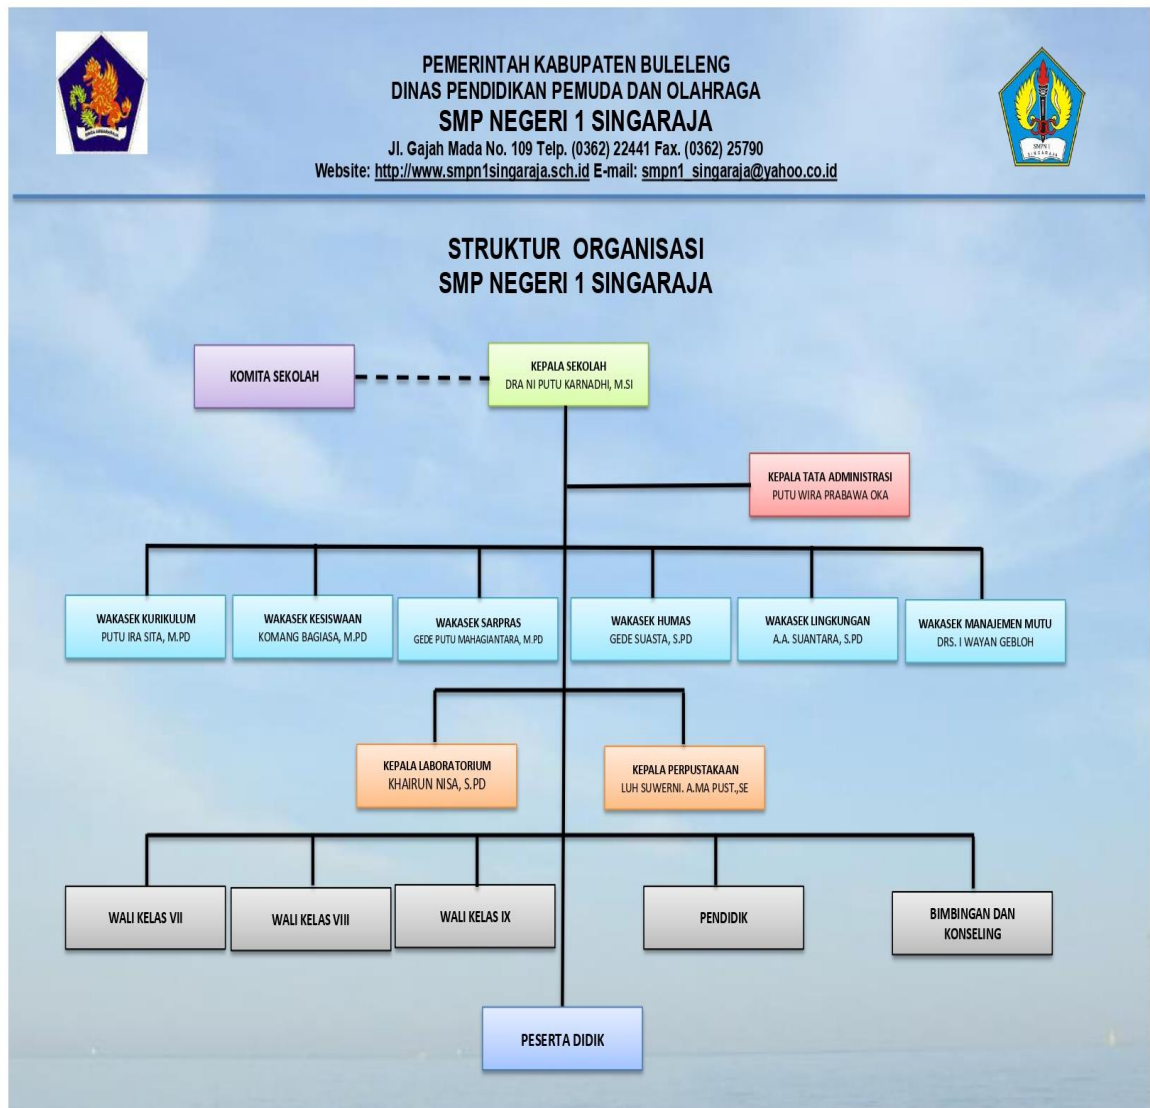 PEMERINTAH KABUPATEN BULELENG
DINAS PENDIDIKAN PEMUDA DAN OLAHRAGA
SMP NEGERI 1 SINGARAJA
Jl. Gajah Mada No. 109 Telp. (0362) 22441 Fax. (0362) 25790
Website: http://www.smpn1singaraja.sch.id E-mail: smpn1_singaraja@yahoo.co.id
SINGA AMBARARAJA
SMPN 1
SINGARAJA
STRUKTUR ORGANISASI
SMP NEGERI 1 SINGARAJA
KOMITA SEKOLAH
KEPALA SEKOLAH
DRA NI PUTU KARNADHI, M.SI
KEPALA TATA ADMINISTRASI
PUTU WIRA PRABAWA OKA
WAKASEK KURIKULUM
PUTU IRA SITA, M.PD
WAKASEK KESISWAAN
KOMANG BAGIASA, M.PD
WAKASEK SARPRAS
GEDE PUTU MAHAGIANTARA, M.PD
WAKASEK HUMAS
GEDE SUASTA, S.PD
WAKASEK LINGKUNGAN
A.A. SUANTARA, S.PD
WAKASEK MANAJEMEN MUTU
DRS. I WAYAN GEBLOH
KEPALA LABORATORIUM
KHAIRUN NISA, S.PD
KEPALA PERPUSTAKAAN
LUH SUWERNI. A.MA PUST.,SE
WALI KELAS VII
WALI KELAS VIII
WALI KELAS IX
PENDIDIK
BIMBINGAN DAN
KONSELING
PESERTA DIDIK